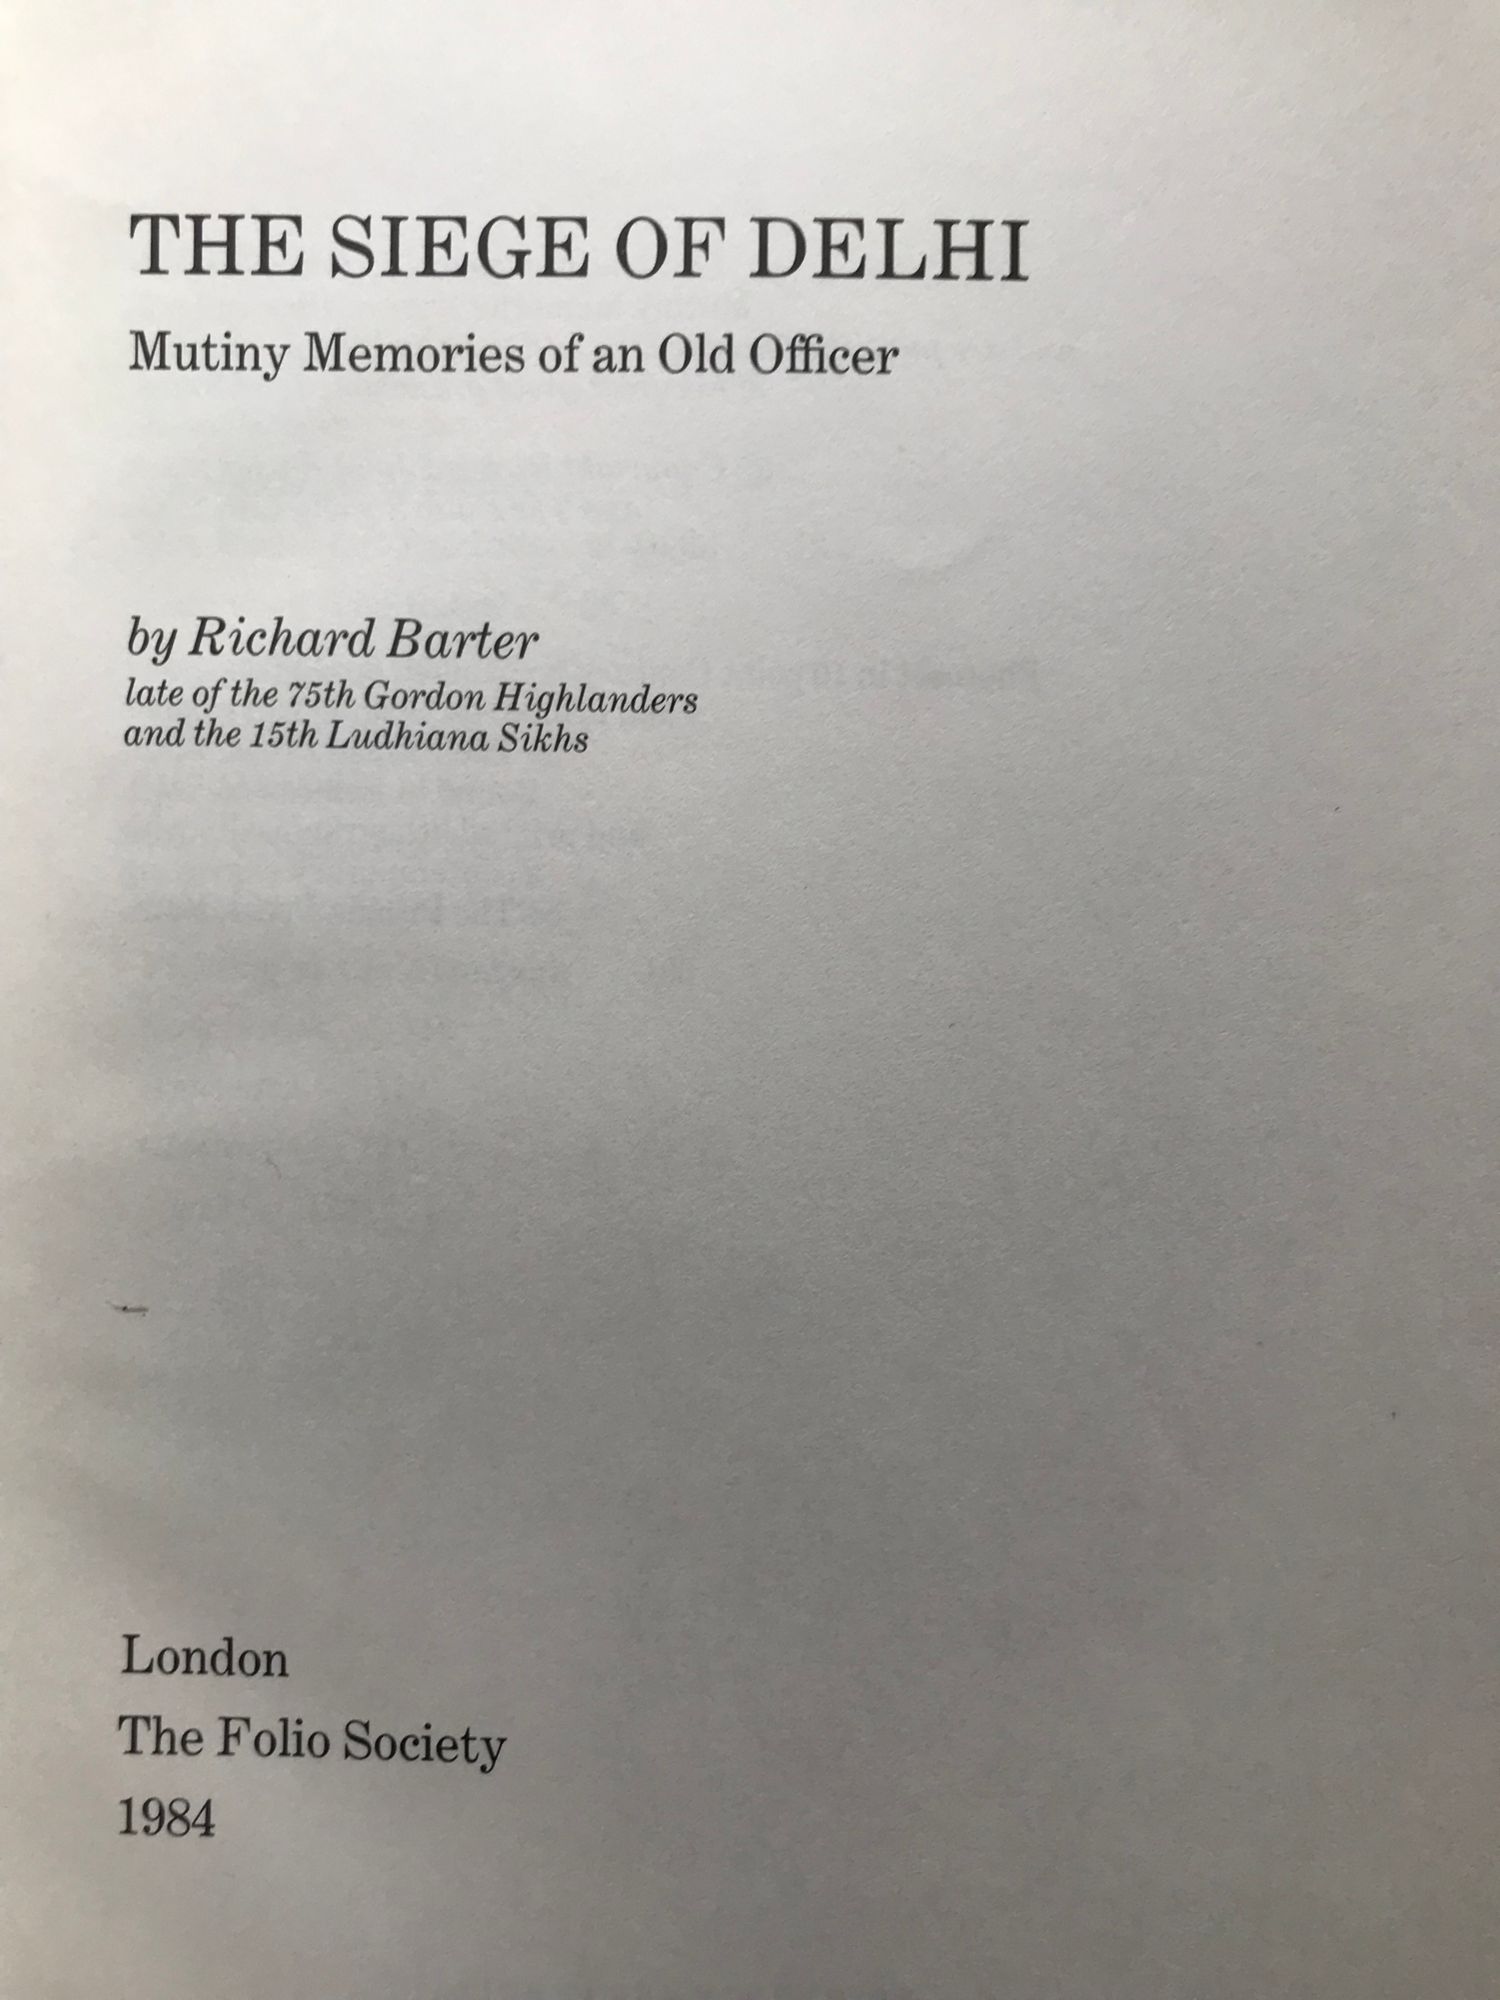 THE SIEGE OF DELHI
Mutiny Memories of an Old Officer
by Richard Barter
late of the 75th Gordon Highlanders
and the 15th Ludhiana Sikhs
London
The Folio Society
1984